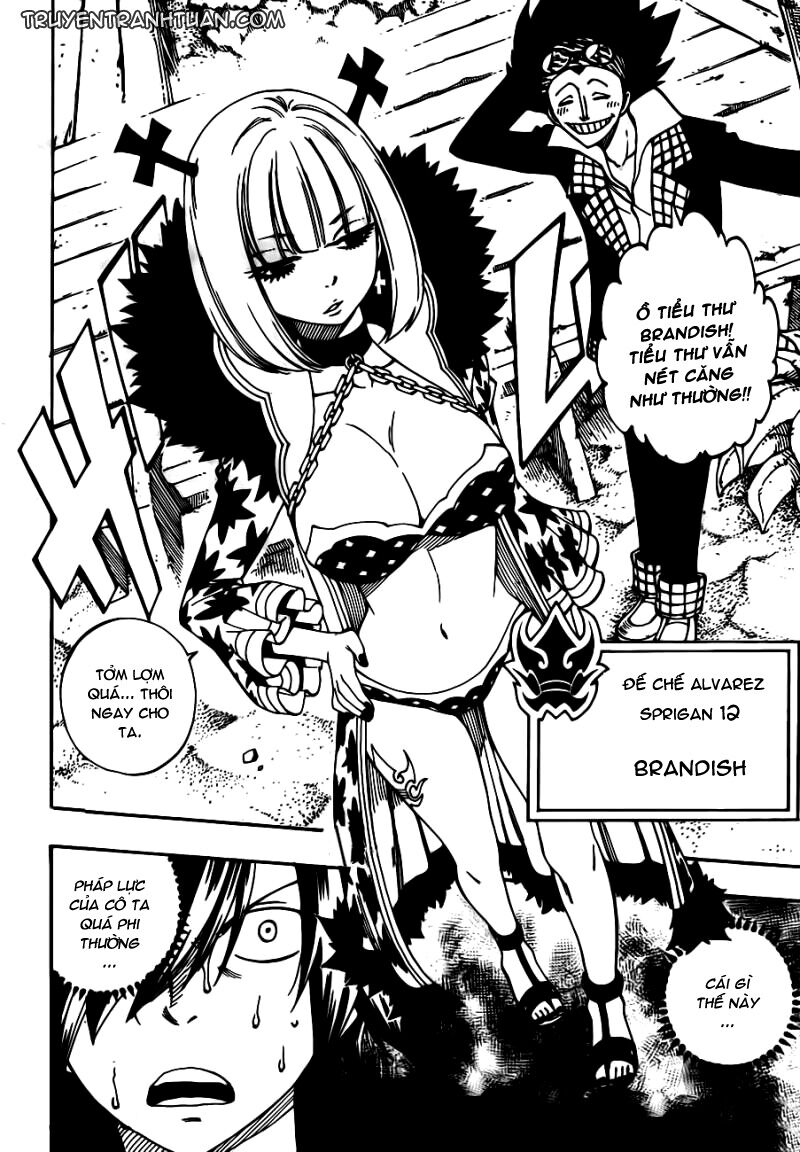 TRUYENTRANHTUAN.COM
Ồ TIỂU THƯ
BRANDISH!
TIỂU THƯ VẪN
NÉT CĂNG
NHƯ THƯỜNG!!
TỞM LỢM
QUÁ... THÔI
NGAY CHO
TA.
ĐẾ CHẾ ALVAREZ
SPRIGAN 12
BRANDISH
PHÁP LỰC
CỦA CÔ TA
QUÁ PHI
THƯỜNG
...
CÁI GÌ
THẾ NÀY
...